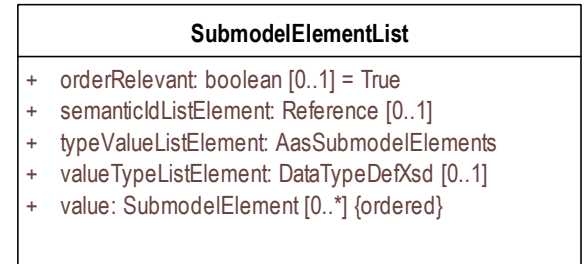 SubmodelElementList
+ orderRelevant: boolean [0..1] = True
+ semanticIdListElement: Reference [0..1]
+ typeValueListElement: AasSubmodelElements
+ valueTypeListElement: DataTypeDefXsd [0..1]
+ value: SubmodelElement [0..*] {ordered}